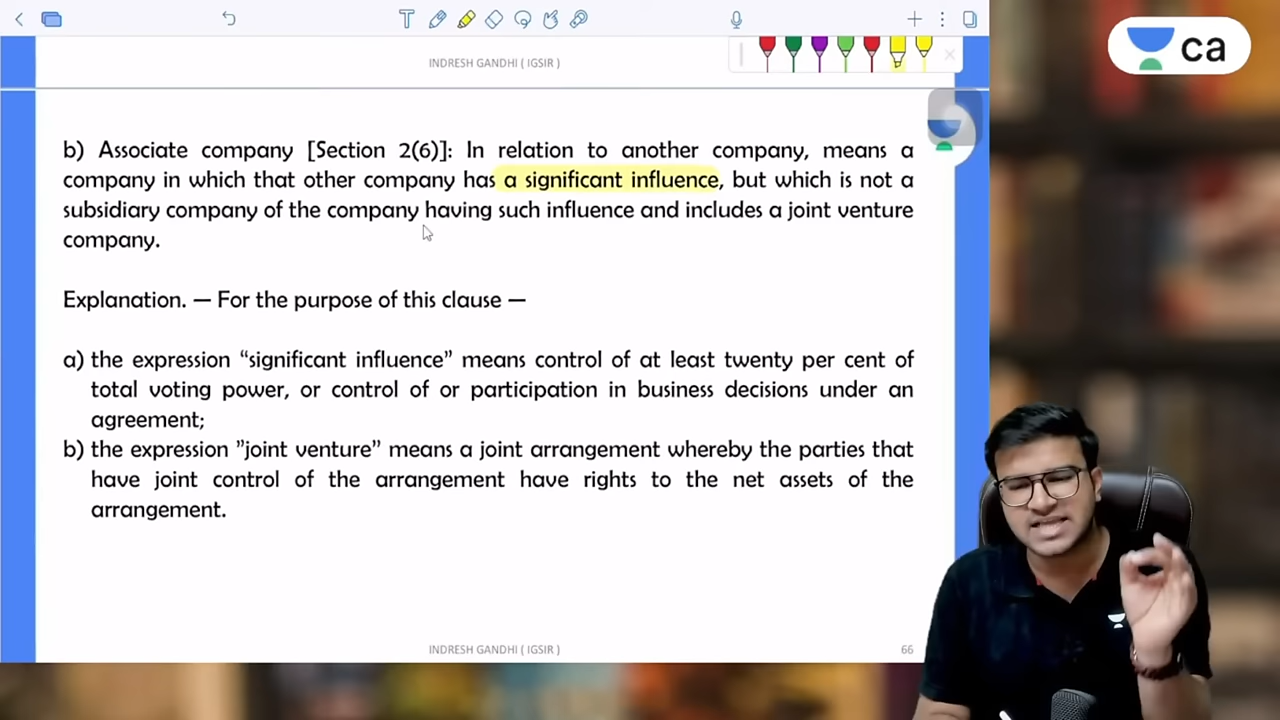 INDRESH GANDHI ( IGSIR )
ca
b) Associate company [Section 2(6)]: In relation to another company, means a
company in which that other company has a significant influence, but which is not a
subsidiary company of the company having such influence and includes a joint venture
company.
Explanation. — For the purpose of this clause —
a) the expression “significant influence” means control of at least twenty per cent of
total voting power, or control of or participation in business decisions under an
agreement;
b) the expression ”joint venture” means a joint arrangement whereby the parties that
have joint control of the arrangement have rights to the net assets of the
arrangement.
INDRESH GANDHI ( IGSIR )
66